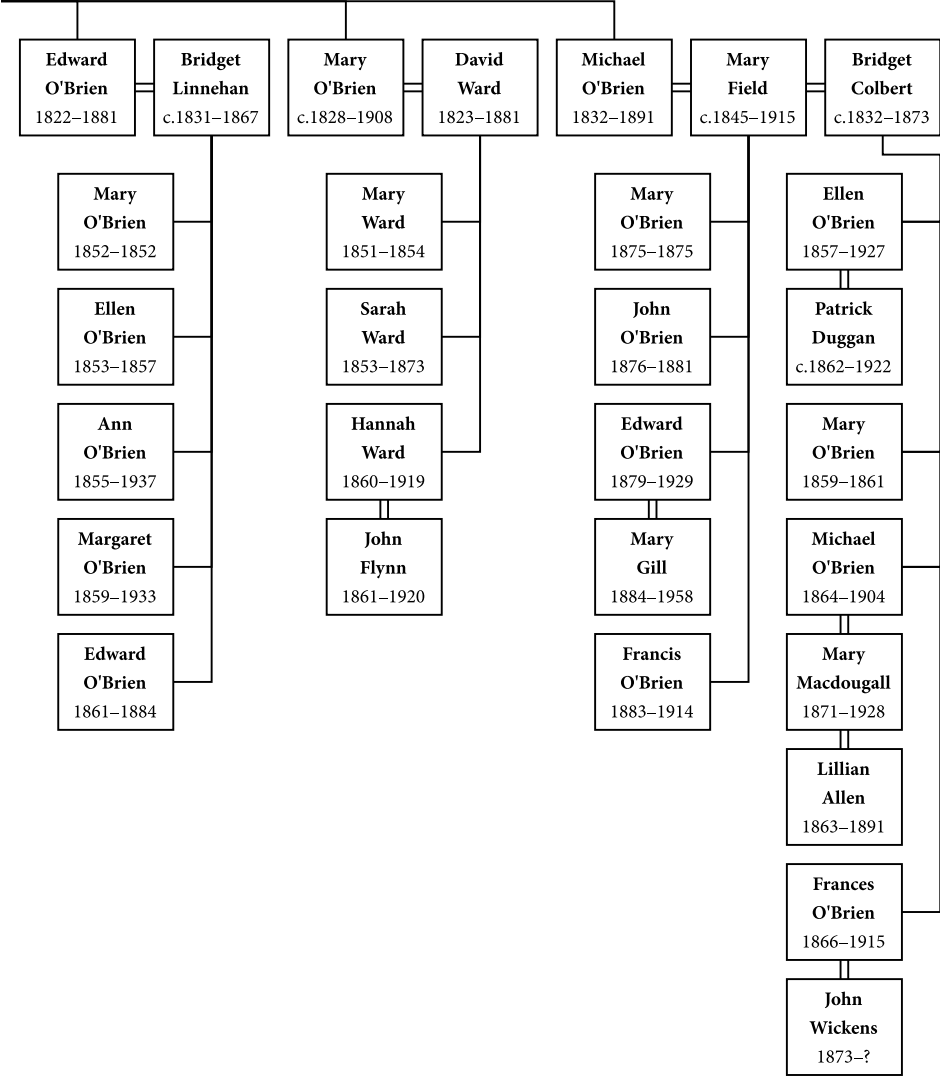 Edward
O'Brien
1822–1881
Bridget
Linnehan
c.1831–1867
Mary
O'Brien
c.1828–1908
David
Ward
1823–1881
Michael
O'Brien
1832–1891
Mary
Field
c.1845–1915
Bridget
Colbert
c.1832–1873
Mary
O'Brien
1852–1852
Ellen
O'Brien
1853–1857
Ann
O'Brien
1855–1937
Margaret
O'Brien
1859–1933
Edward
O'Brien
1861–1884
Mary
Ward
1851–1854
Sarah
Ward
1853–1873
Hannah
Ward
1860–1919
John
Flynn
1861–1920
Mary
O'Brien
1875–1875
John
O'Brien
1876–1881
Edward
O'Brien
1879–1929
Mary
Gill
1884–1958
Francis
O'Brien
1883–1914
Ellen
O'Brien
1857–1927
Patrick
Duggan
c.1862–1922
Mary
O'Brien
1859–1861
Michael
O'Brien
1864–1904
Mary
Macdougall
1871–1928
Lillian
Allen
1863–1891
Frances
O'Brien
1866–1915
John
Wickens
1873–?